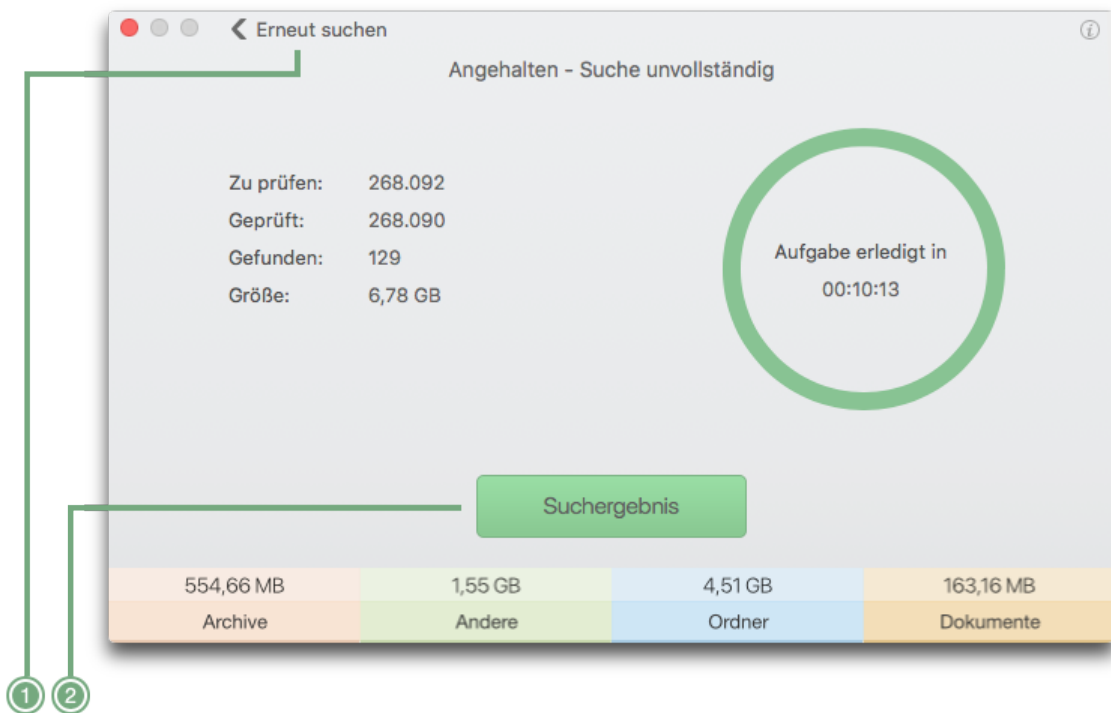 Erneut suchen
Angehalten - Suche unvollständig
Zu prüfen: 268.092
Geprüft: 268.090
Gefunden: 129
Größe: 6,78 GB
Aufgabe erledigt in
00:10:13
Suchergebnis
554,66 MB 1,55 GB 4,51 GB 163,16 MB
Archive Andere Ordner Dokumente
1 2